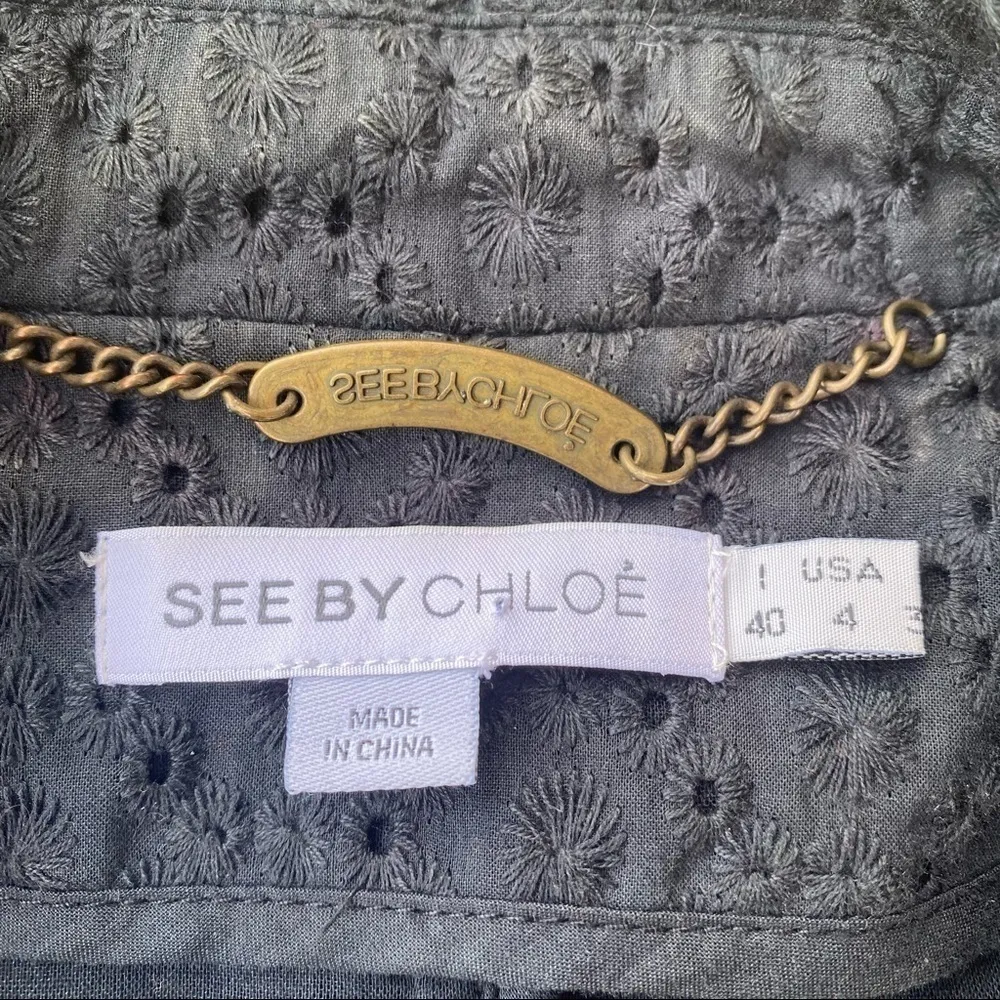 SEEBYCHLOÉ
SEE BY CHLOÉ
I USA
40 4
MADE
IN CHINA